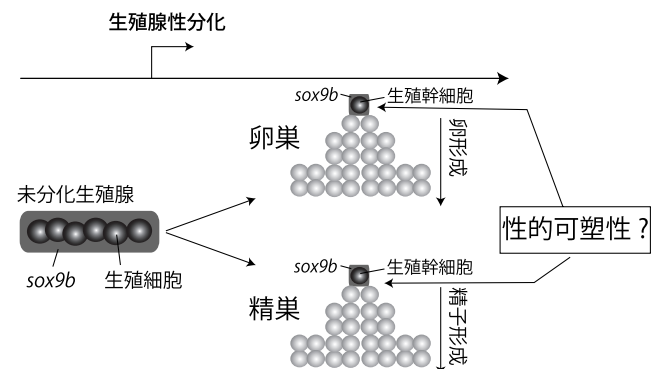 生殖腺性分化
sox9b
生殖幹細胞
卵巣
卵形成
未分化生殖腺
性的可塑性？
sox9b
生殖細胞
sox9b
生殖幹細胞
精巣
精子形成